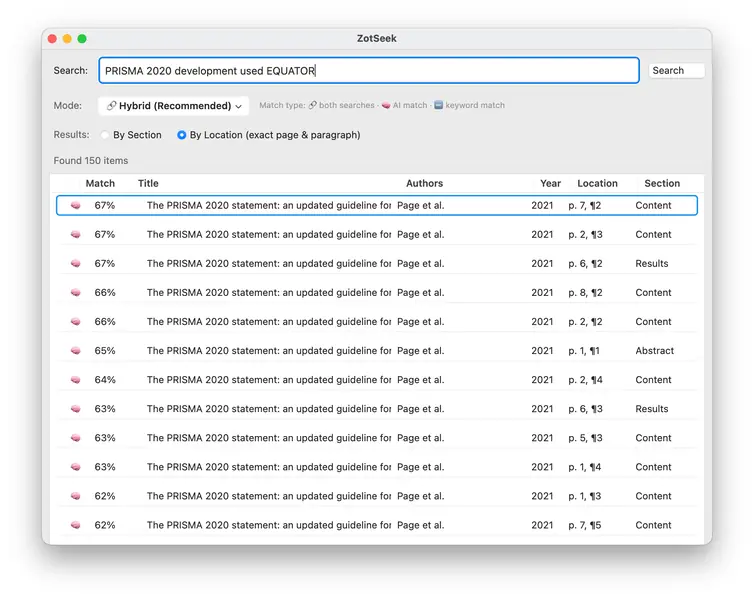 ZotSeek
Search: PRISMA 2020 development used EQUATOR Search
Mode: Hybrid (Recommended) Match type: both searches · AI match · keyword match
Results: By Section By Location (exact page & paragraph)
Found 150 items
Match Title Authors Year Location Section
67% The PRISMA 2020 statement: an updated guideline for Page et al. 2021 p. 7, ¶2 Content
67% The PRISMA 2020 statement: an updated guideline for Page et al. 2021 p. 2, ¶3 Content
67% The PRISMA 2020 statement: an updated guideline for Page et al. 2021 p. 6, ¶2 Results
66% The PRISMA 2020 statement: an updated guideline for Page et al. 2021 p. 8, ¶2 Content
66% The PRISMA 2020 statement: an updated guideline for Page et al. 2021 p. 2, ¶2 Content
65% The PRISMA 2020 statement: an updated guideline for Page et al. 2021 p. 1, ¶1 Abstract
64% The PRISMA 2020 statement: an updated guideline for Page et al. 2021 p. 2, ¶4 Content
63% The PRISMA 2020 statement: an updated guideline for Page et al. 2021 p. 6, ¶3 Results
63% The PRISMA 2020 statement: an updated guideline for Page et al. 2021 p. 5, ¶3 Content
63% The PRISMA 2020 statement: an updated guideline for Page et al. 2021 p. 1, ¶4 Content
62% The PRISMA 2020 statement: an updated guideline for Page et al. 2021 p. 1, ¶3 Content
62% The PRISMA 2020 statement: an updated guideline for Page et al. 2021 p. 7, ¶5 Content